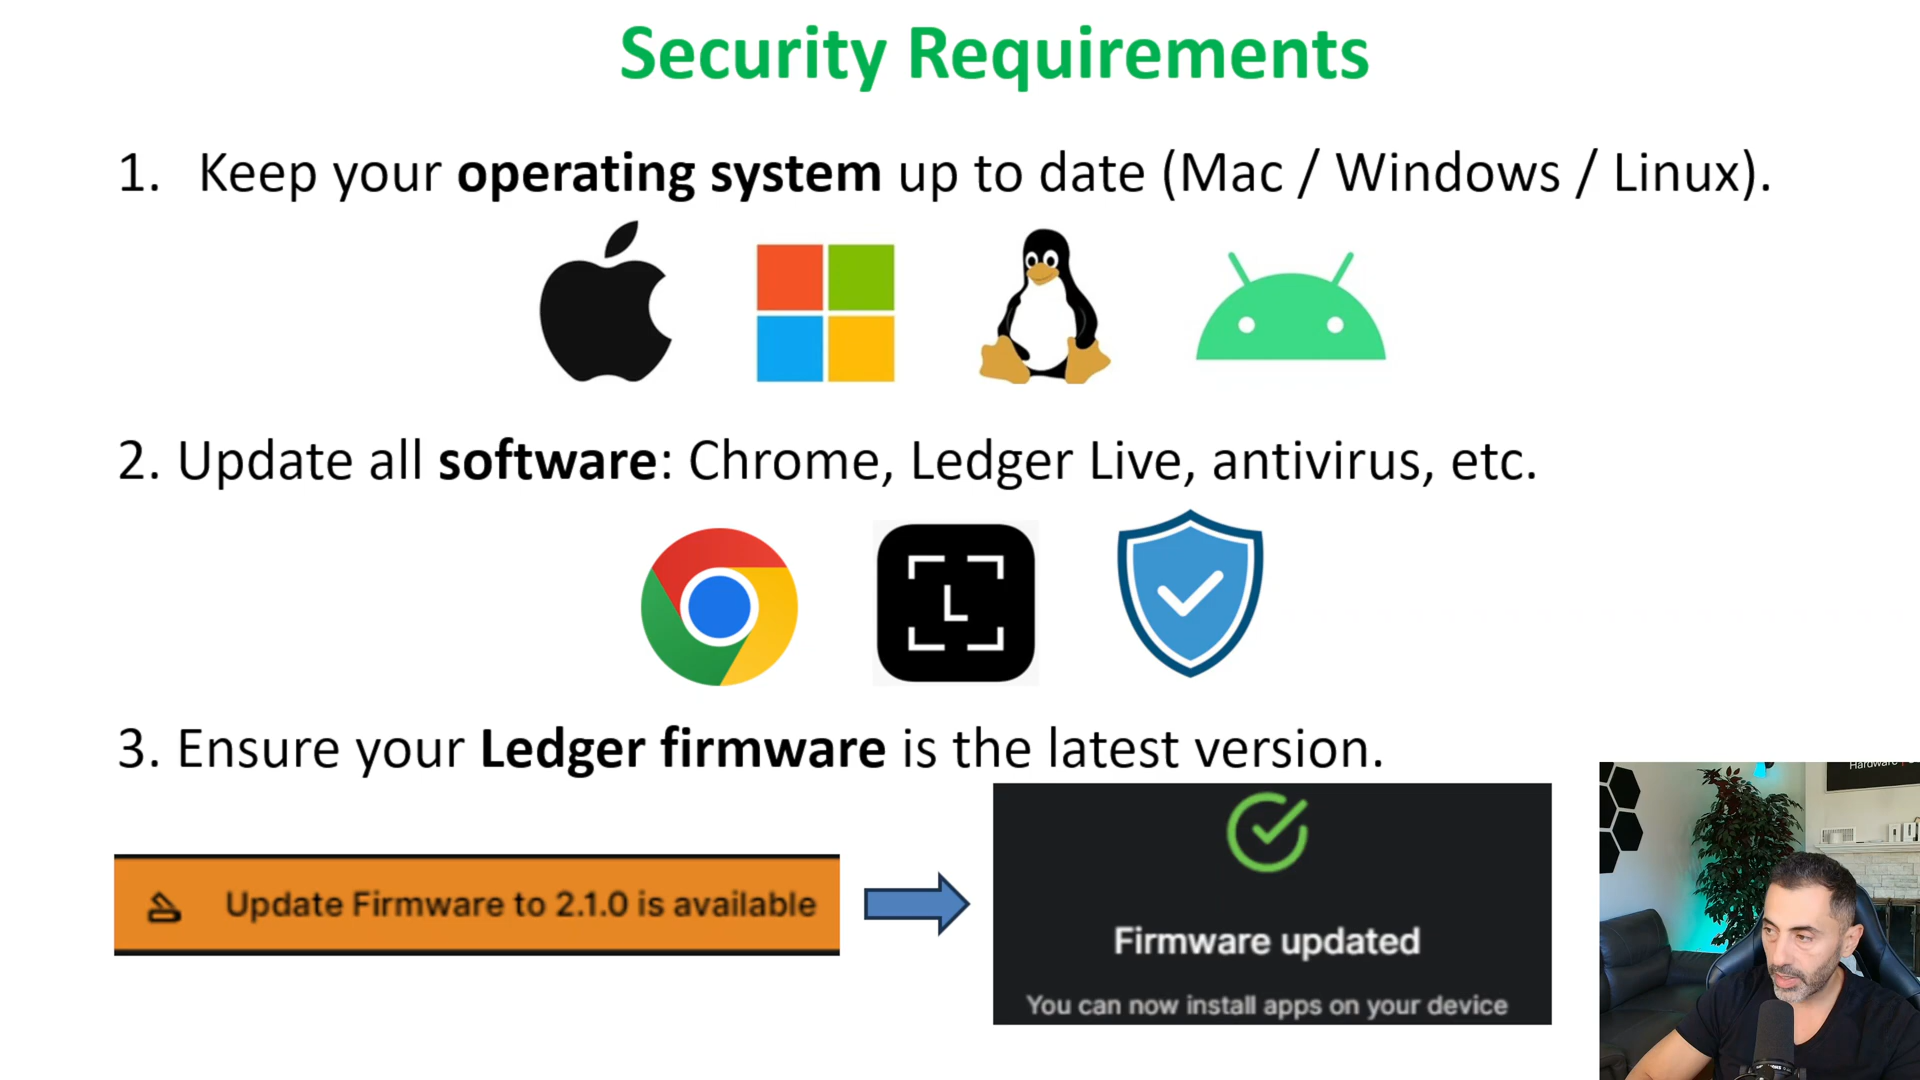 Security Requirements
1. Keep your operating system up to date (Mac / Windows / Linux).
2. Update all software: Chrome, Ledger Live, antivirus, etc.
L
3. Ensure your Ledger firmware is the latest version.
Update Firmware to 2.1.0 is available
Firmware updated
You can now install apps on your device
Hardware